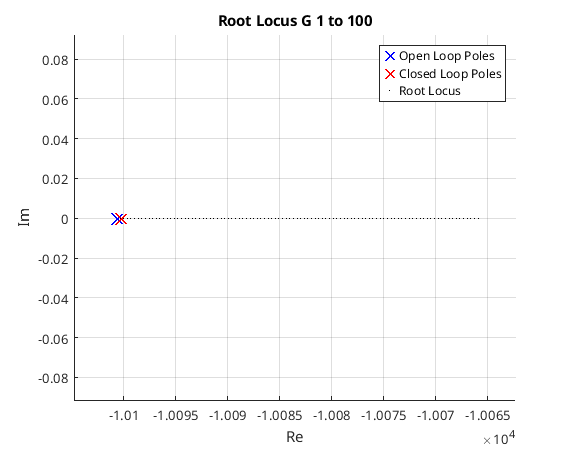 Root Locus G 1 to 100
Open Loop Poles
Closed Loop Poles
Root Locus
0.08
0.06
0.04
0.02
0
-0.02
-0.04
-0.06
-0.08
Im
-1.01 -1.0095 -1.009 -1.0085 -1.008 -1.0075 -1.007 -1.0065
Re
×10⁴